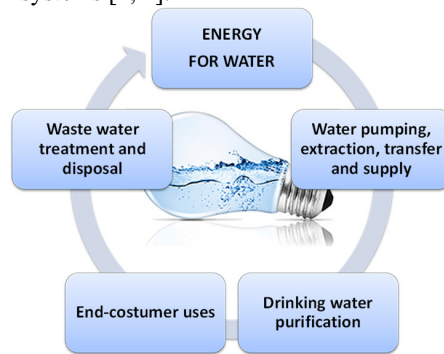 ENERGY
FOR WATER
Waste water
treatment and
disposal
Water pumping,
extraction, transfer
and supply
End-costumer uses
Drinking water
purification